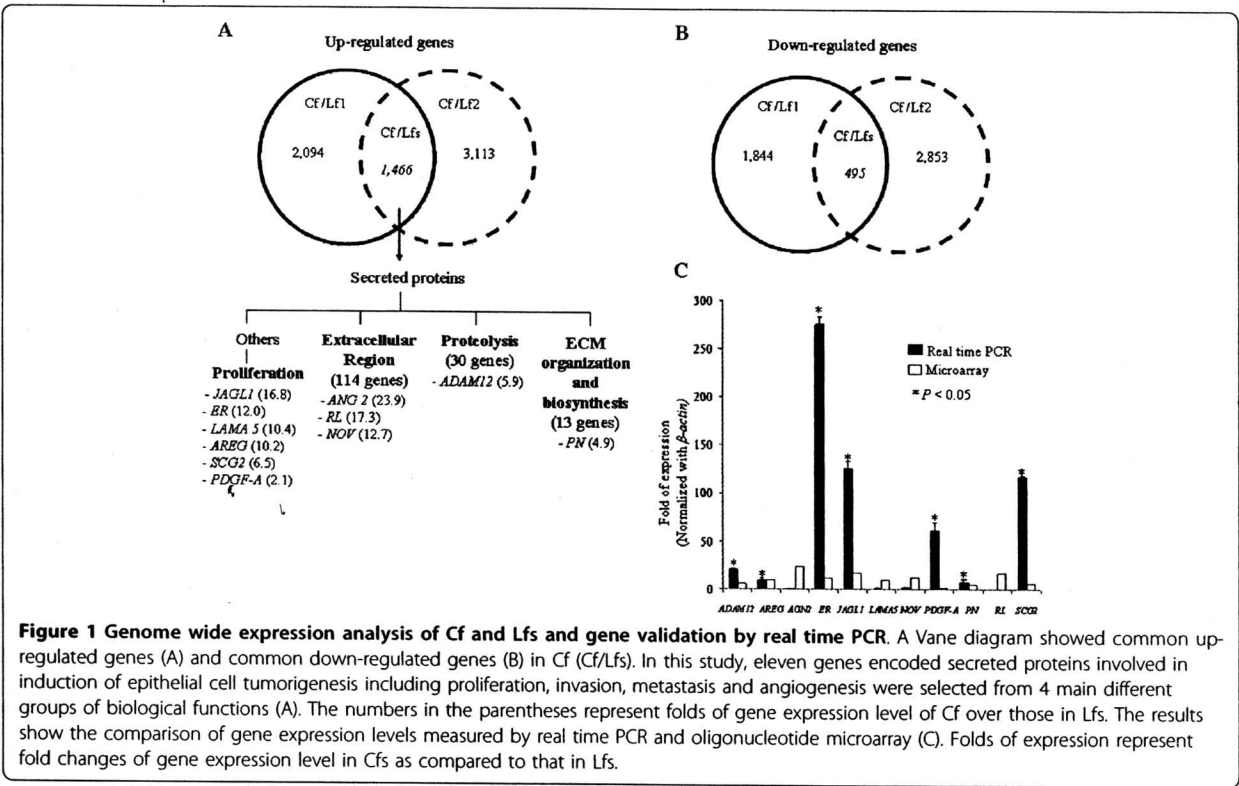 A
Up-regulated genes
Cf/Lf1
Cf/Lf2
Cf/Lfs
2,094
1,466
3,113
Secreted proteins
Others
Proliferation
- JAGL1 (16.8)
- ER (12.0)
- LAMA 5 (10.4)
- AREG (10.2)
- SCG2 (6.5)
- PDGF-A (2.1)
Extracellular
Region
(114 genes)
- ANG 2 (23.9)
- RL (17.3)
- NOV (12.7)
Proteolysis
(30 genes)
- ADAM12 (5.9)
ECM
organization
and
biosynthesis
(13 genes)
- PN (4.9)
B
Down-regulated genes
Cf/Lf1
Cf/Lf2
Cf/Lfs
1,844
495
2,853
C
Fold of expression
(Normalized with β-actin)
300
250
200
150
100
50
0
* * * * * * *
Real time PCR
Microarray
* P < 0.05
ADAM12 AREG AGN2 ER JAGL1 LAMA5 NOV PDGF-A PN RL SCG2
Figure 1 Genome wide expression analysis of Cf and Lfs and gene validation by real time PCR. A Vane diagram showed common up-
regulated genes (A) and common down-regulated genes (B) in Cf (Cf/Lfs). In this study, eleven genes encoded secreted proteins involved in
induction of epithelial cell tumorigenesis including proliferation, invasion, metastasis and angiogenesis were selected from 4 main different
groups of biological functions (A). The numbers in the parentheses represent folds of gene expression level of Cf over those in Lfs. The results
show the comparison of gene expression levels measured by real time PCR and oligonucleotide microarray (C). Folds of expression represent
fold changes of gene expression level in Cfs as compared to that in Lfs.